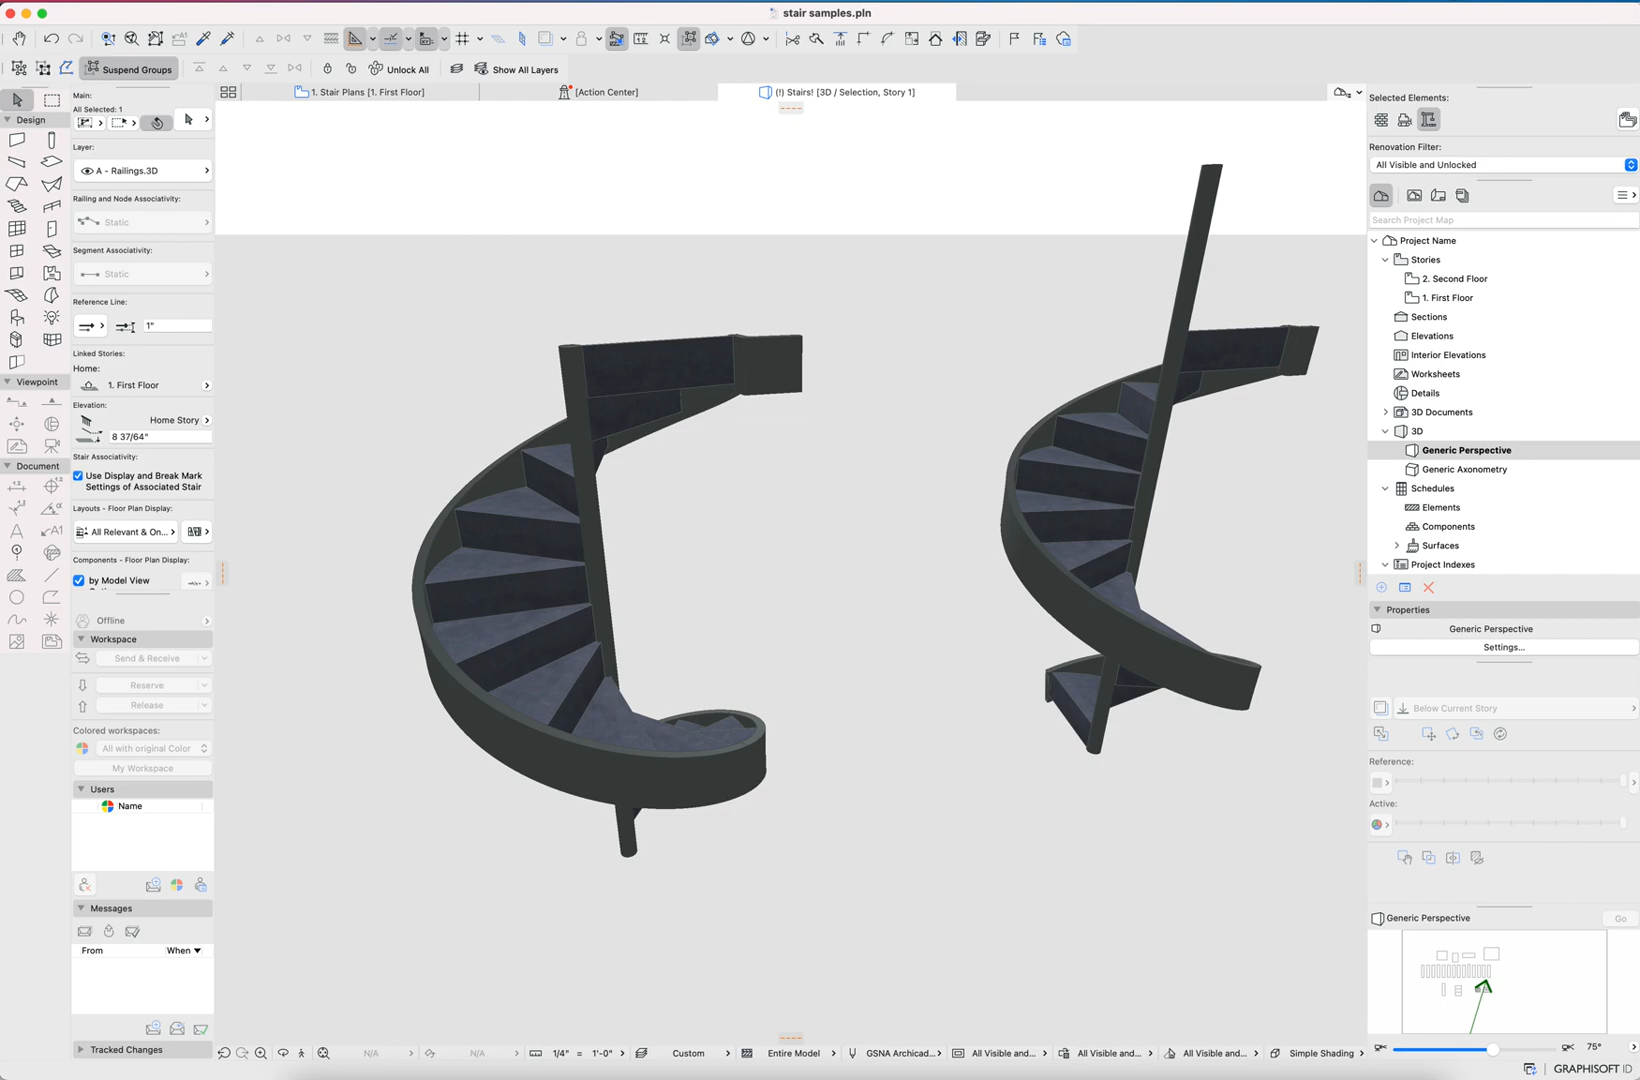 stair samples.pln
Suspend Groups
Unlock All
Show All Layers
Main:
All Selected: 1
1. Stair Plans [1. First Floor]
[Action Center]
(!) Stairs! [3D / Selection, Story 1]
Selected Elements:
Design
Layer:
A - Railings.3D
Renovation Filter:
All Visible and Unlocked
Railing and Node Associativity:
Static
Search Project Map
Segment Associativity:
Static
Project Name
Stories
2. Second Floor
1. First Floor
Sections
Elevations
Interior Elevations
Worksheets
Details
3D Documents
3D
Generic Perspective
Generic Axonometry
Schedules
Elements
Components
Surfaces
Project Indexes
Reference Line:
1"
Linked Stories:
Home:
1. First Floor
Viewpoint
Elevation:
Home Story
8 37/64"
Document
Stair Associativity:
Use Display and Break Mark
Settings of Associated Stair
Layouts - Floor Plan Display:
All Relevant & On...
Components - Floor Plan Display:
by Model View
Offline
Workspace
Send & Receive
Reserve
Release
Colored workspaces:
All with original Color
My Workspace
Users
Name
Messages
From When
Tracked Changes
Properties
Generic Perspective
Settings...
Below Current Story
Reference:
Active:
Generic Perspective
Go
N/A
N/A
1/4" = 1'-0"
Custom
Entire Model
GSNA Archicad...
All Visible and...
All Visible and...
All Visible and...
Simple Shading
75°
GRAPHISOFT ID